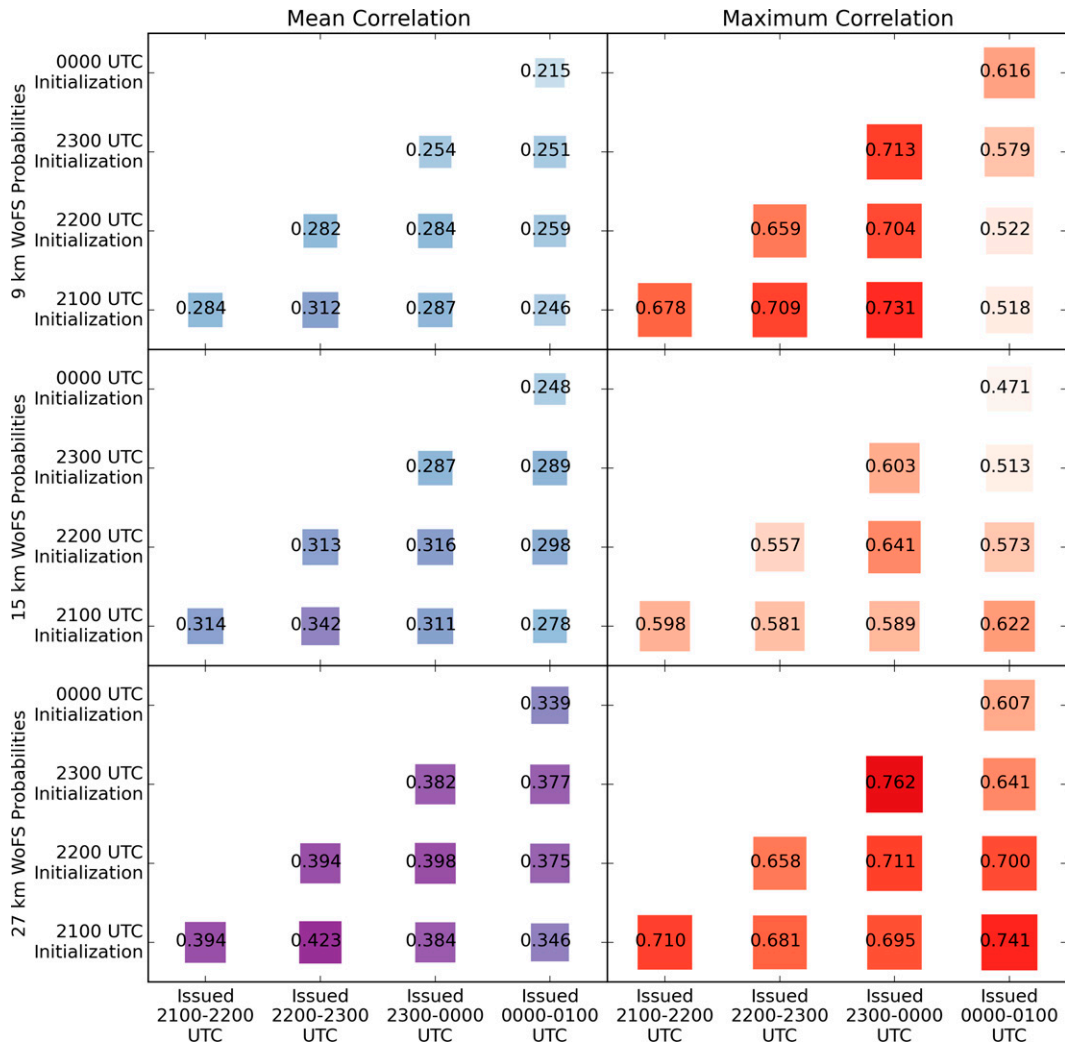 Mean Correlation
Maximum Correlation
9 km WoFS Probabilities
0000 UTC
Initialization
0.215
0.616
2300 UTC
Initialization
0.254
0.251
0.713
0.579
2200 UTC
Initialization
0.282
0.284
0.259
0.659
0.704
0.522
2100 UTC
Initialization
0.284
0.312
0.287
0.246
0.678
0.709
0.731
0.518
15 km WoFS Probabilities
0000 UTC
Initialization
0.248
0.471
2300 UTC
Initialization
0.287
0.289
0.603
0.513
2200 UTC
Initialization
0.313
0.316
0.298
0.557
0.641
0.573
2100 UTC
Initialization
0.314
0.342
0.311
0.278
0.598
0.581
0.589
0.622
27 km WoFS Probabilities
0000 UTC
Initialization
0.339
0.607
2300 UTC
Initialization
0.382
0.377
0.762
0.641
2200 UTC
Initialization
0.394
0.398
0.375
0.658
0.711
0.700
2100 UTC
Initialization
0.394
0.423
0.384
0.346
0.710
0.681
0.695
0.741
Issued
2100-2200
UTC
Issued
2200-2300
UTC
Issued
2300-0000
UTC
Issued
0000-0100
UTC
Issued
2100-2200
UTC
Issued
2200-2300
UTC
Issued
2300-0000
UTC
Issued
0000-0100
UTC